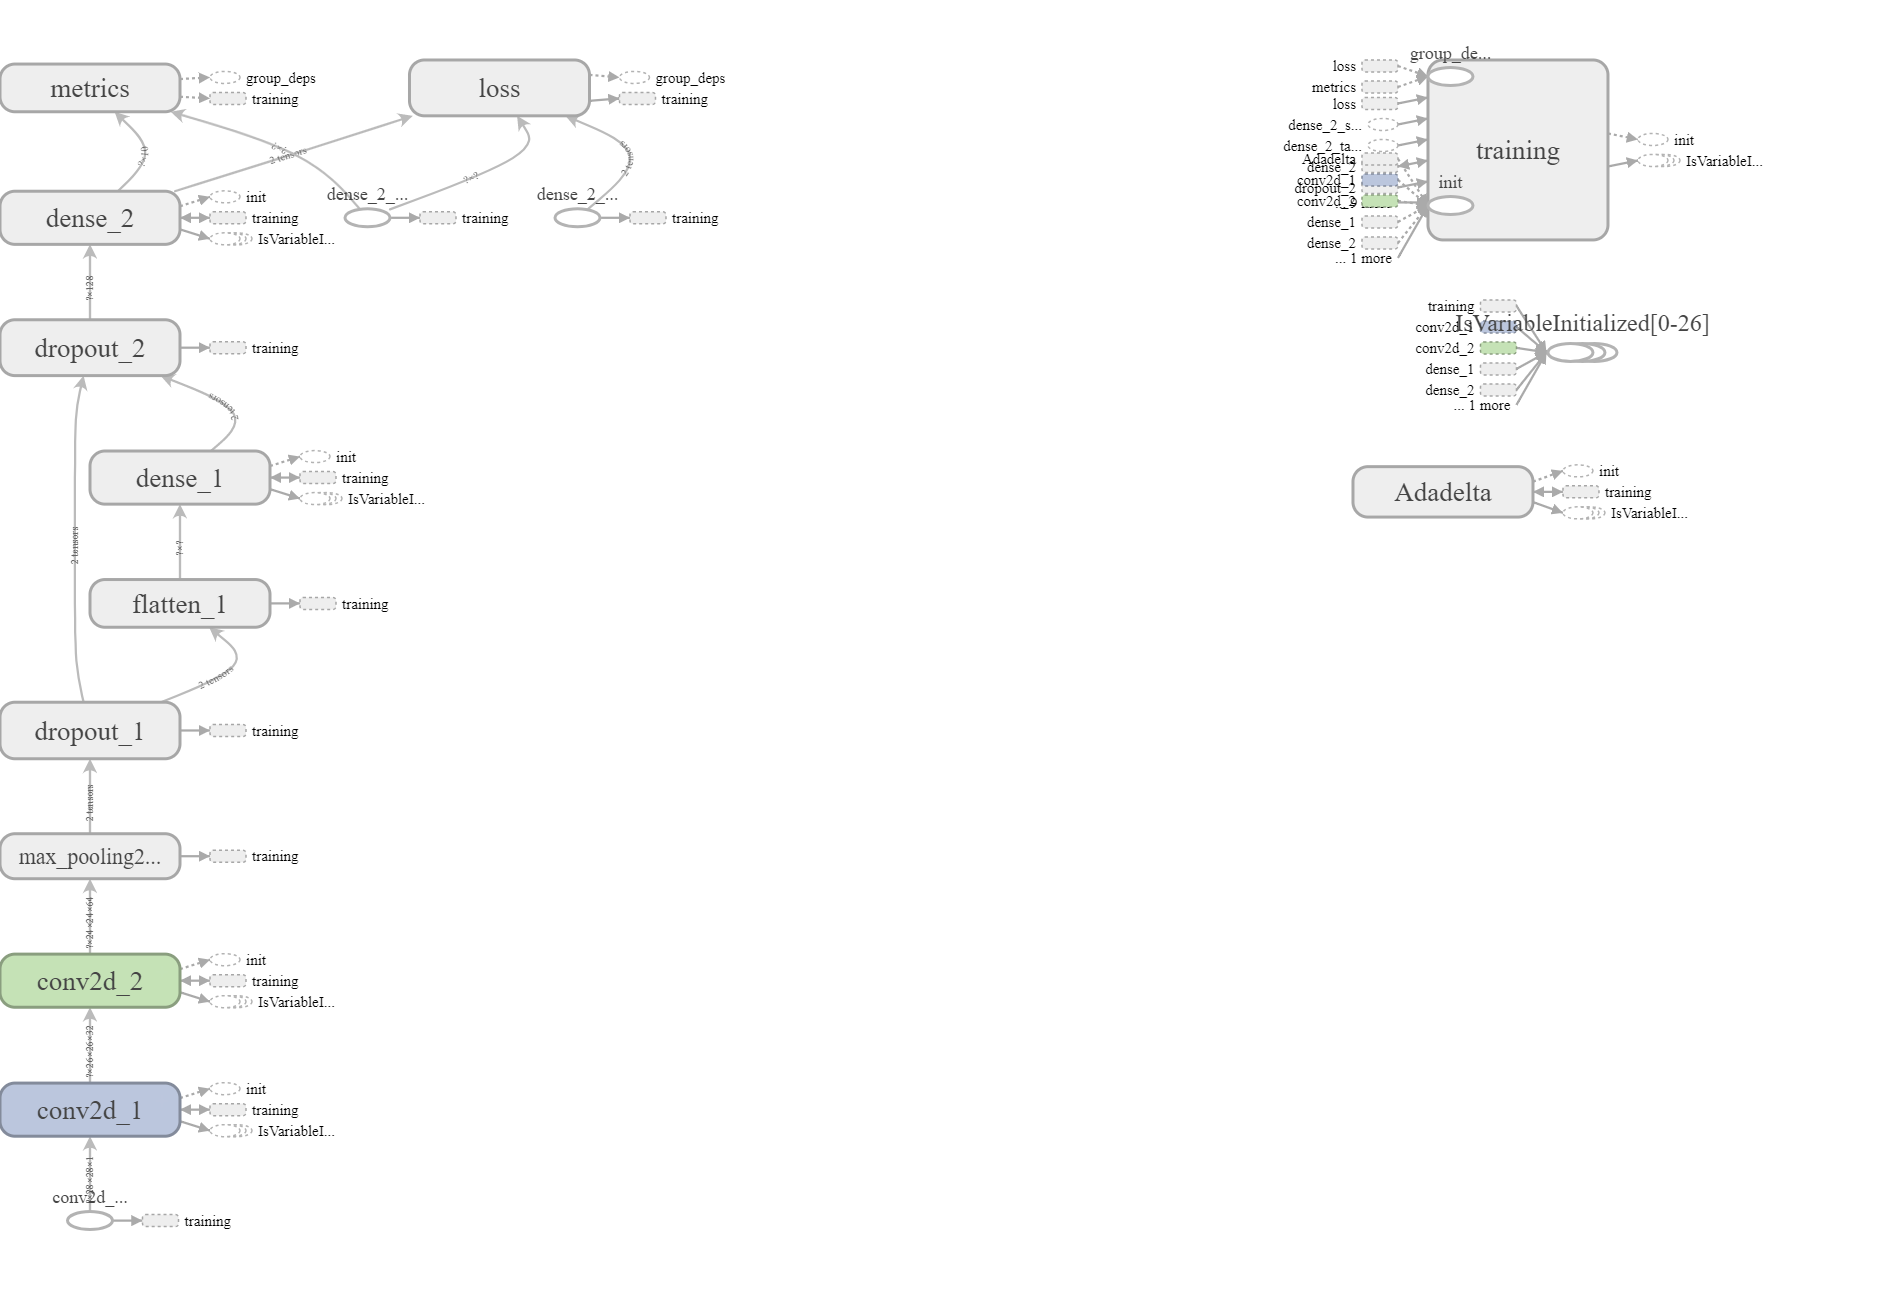 metrics
group_deps
training
loss
group_deps
training
?×10
?×?
2 tensors
?×?
2 tensors
dense_2
init
training
IsVariableI...
dense_2_...
training
dense_2_...
training
?×128
dropout_2
training
2 tensors
2 tensors
dense_1
init
training
IsVariableI...
?×?
flatten_1
training
2 tensors
dropout_1
training
2 tensors
max_pooling2...
training
?×24×24×64
conv2d_2
init
training
IsVariableI...
?×26×26×32
conv2d_1
init
training
IsVariableI...
?×28×28×1
conv2d_...
training
group_de...
loss
metrics
loss
dense_2_s...
dense_2_ta...
Adadelta
dense_2
conv2d_1
dropout_2
conv2d_2
dense_1
dense_2
... 1 more
training
init
init
IsVariableI...
IsVariableInitialized[0-26]
training
conv2d_1
conv2d_2
dense_1
dense_2
... 1 more
Adadelta
init
training
IsVariableI...